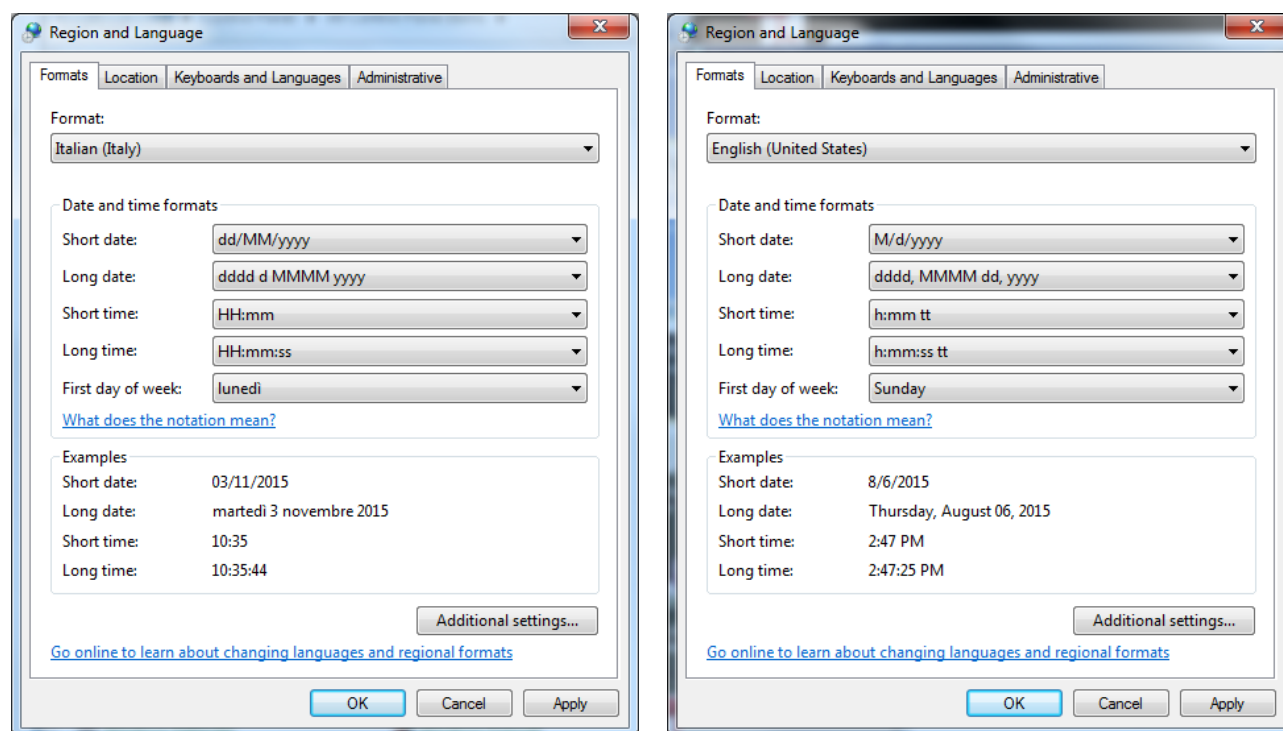 Region and Language
Formats Location Keyboards and Languages Administrative
Format:
Italian (Italy)
Date and time formats
Short date: dd/MM/yyyy
Long date: dddd d MMMM yyyy
Short time: HH:mm
Long time: HH:mm:ss
First day of week: lunedì
What does the notation mean?
Examples
Short date: 03/11/2015
Long date: martedì 3 novembre 2015
Short time: 10:35
Long time: 10:35:44
Additional settings...
Go online to learn about changing languages and regional formats
OK Cancel Apply
Region and Language
Formats Location Keyboards and Languages Administrative
Format:
English (United States)
Date and time formats
Short date: M/d/yyyy
Long date: dddd, MMMM dd, yyyy
Short time: h:mm tt
Long time: h:mm:ss tt
First day of week: Sunday
What does the notation mean?
Examples
Short date: 8/6/2015
Long date: Thursday, August 06, 2015
Short time: 2:47 PM
Long time: 2:47:25 PM
Additional settings...
Go online to learn about changing languages and regional formats
OK Cancel Apply